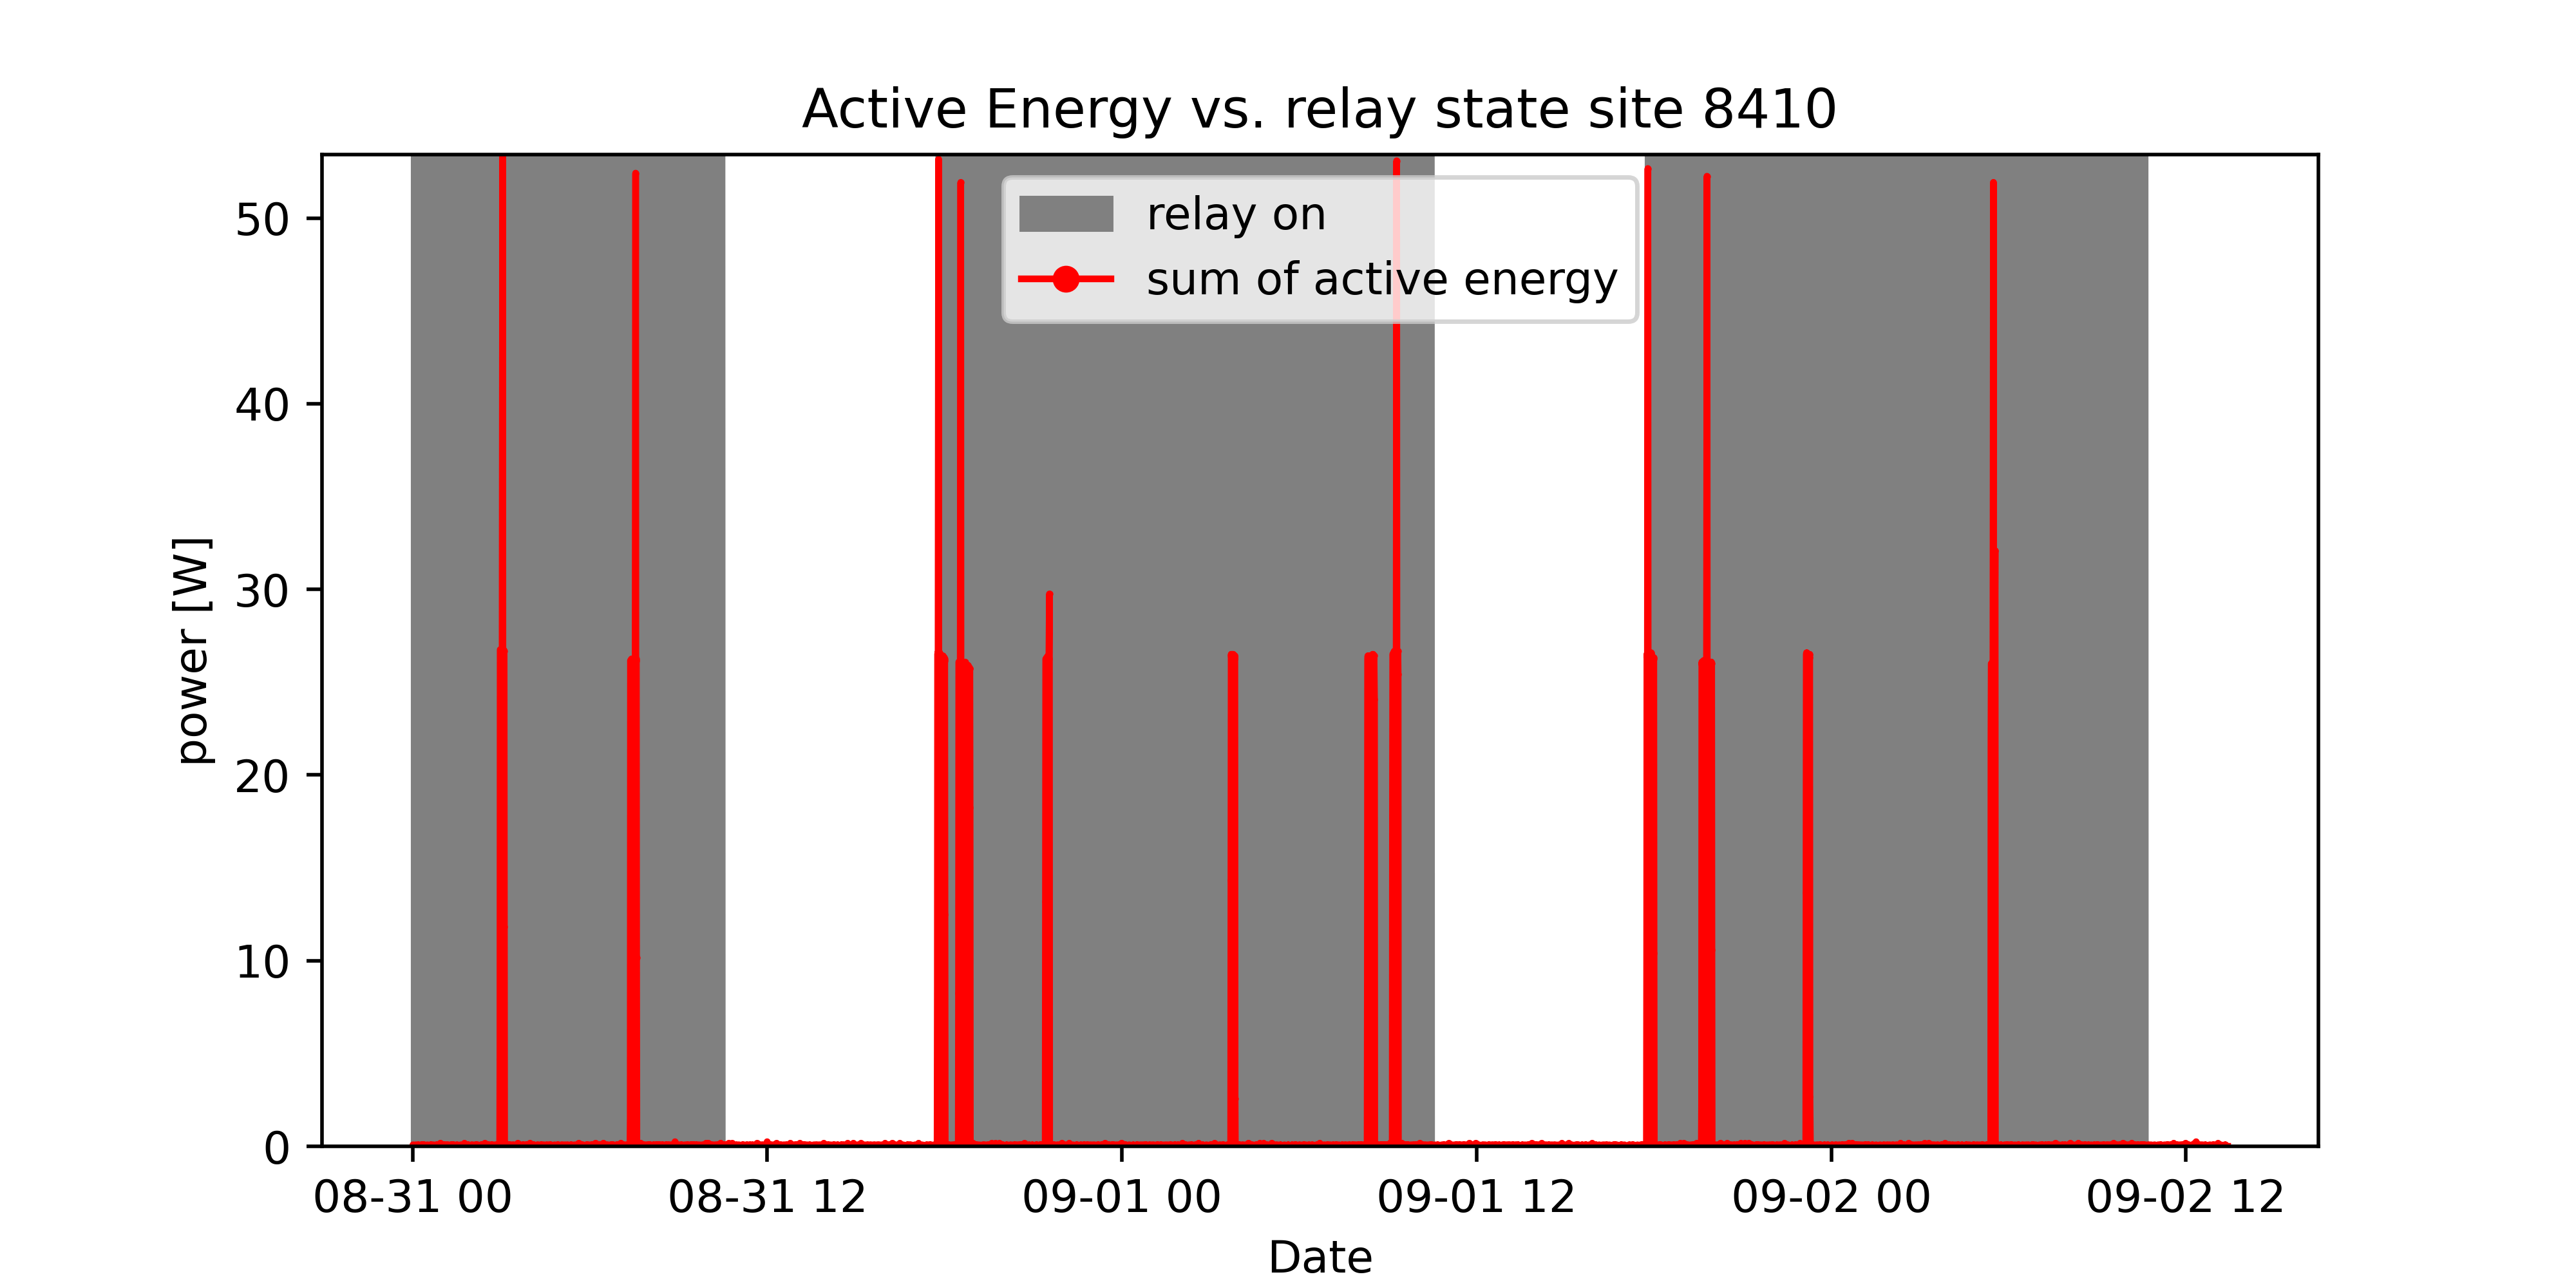 Active Energy vs. relay state site 8410
relay on
sum of active energy
power [W]
50
40
30
20
10
0
08-31 00
08-31 12
09-01 00
09-01 12
09-02 00
09-02 12
Date